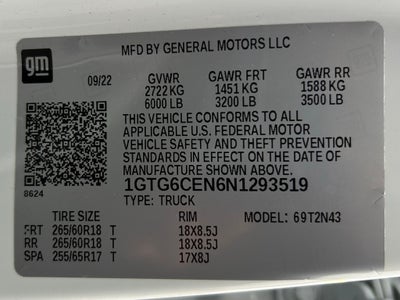 gm
MFD BY GENERAL MOTORS LLC
09/22 GVWR GAWR FRT GAWR RR
2722 KG 1451 KG 1588 KG
6000 LB 3200 LB 3500 LB
THIS VEHICLE CONFORMS TO ALL
APPLICABLE U.S. FEDERAL MOTOR
VEHICLE SAFETY AND THEFT PREVENTION
STANDARDS IN EFFECT ON THE DATE OF
MANUFACTURE SHOWN ABOVE.
8624
1GTG6CEN6N1293519
TYPE: TRUCK
TIRE SIZE RIM MODEL: 69T2N43
FRT 265/60R18 T 18X8.5J
RR 265/60R18 T 18X8.5J
SPA 255/65R17 T 17X8J